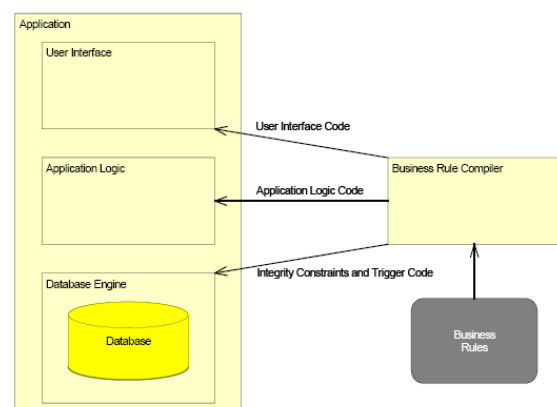 Application
User Interface
User Interface Code
Application Logic
Application Logic Code
Business Rule Compiler
Integrity Constraints and Trigger Code
Database Engine
Database
Business
Rules